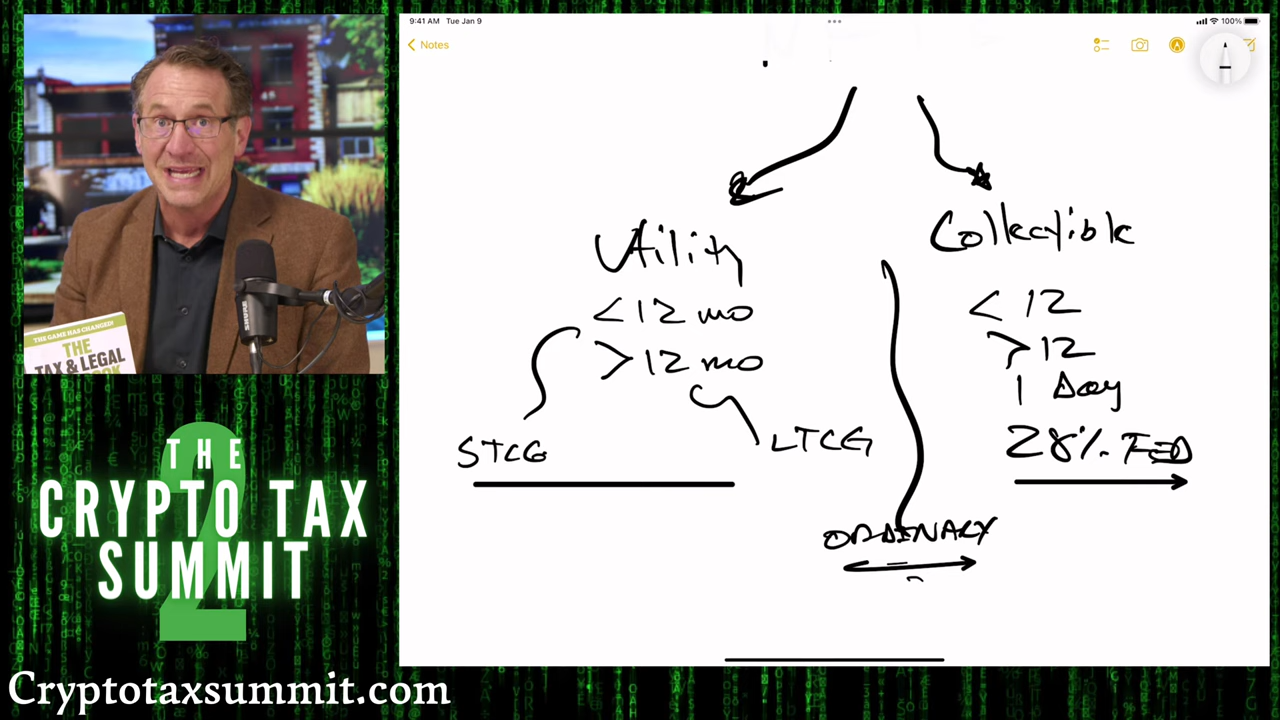 9:41 AM Tue Jan 9
100%
Notes
Utility
Collectible
< 12 mo
> 12 mo
< 12
> 12
1 Day
28% FED
STCG
LTCG
ORDINARY
THE GAME HAS CHANGED!
THE
TAX & LEGAL
SHURE
THE
2
CRYPTO TAX
SUMMIT
Cryptotaxsummit.com